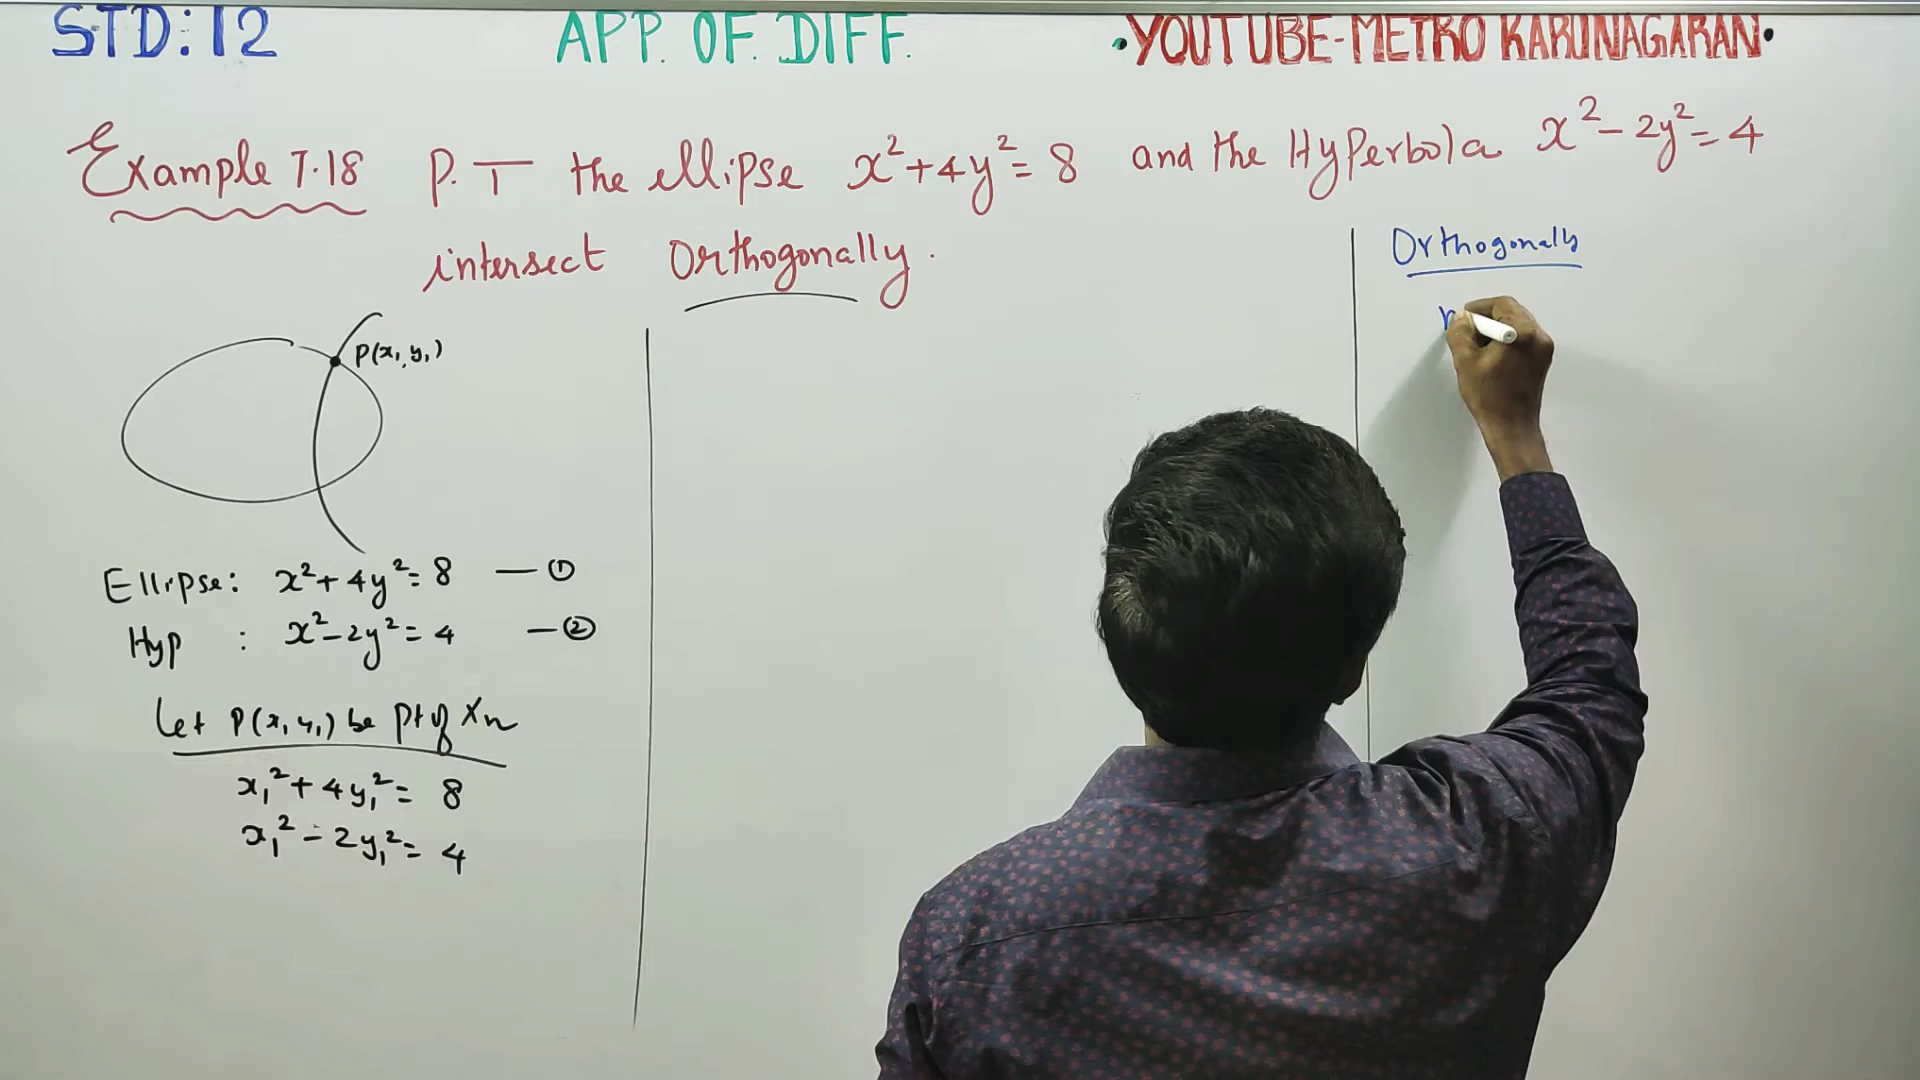 STD: 12 APP. OF. DIFF. •YOUTUBE-METRO KARUNAGARAN•
Example 7.18 P.T the ellipse x²+4y²=8 and the Hyperbola x²-2y²=4
intersect Orthogonally.
Orthogonally
P(x₁,y₁)
Ellipse: x²+4y²=8 — ①
Hyp : x²-2y²=4 — ②
Let P(x₁,y₁) be pt of Xn
x₁²+4y₁²= 8
x₁²-2y₁²= 4